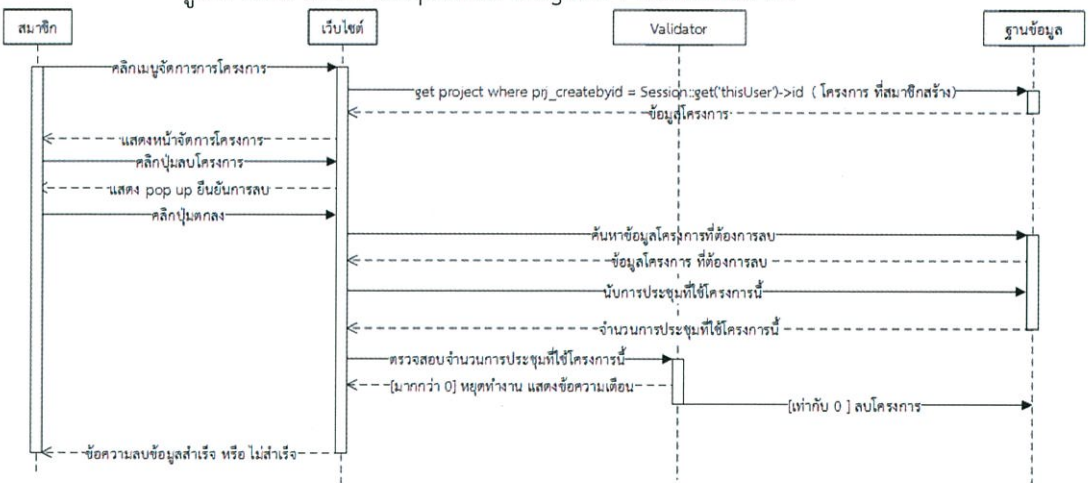 สมาชิก
เว็บไซต์
Validator
ฐานข้อมูล
คลิกเมนูจัดการการโครงการ
get project where prj_createbyid = Session::get('thisUser')->id ( โครงการ ที่สมาชิกสร้าง)
ข้อมูลโครงการ
แสดงหน้าจัดการโครงการ
คลิกปุ่มลบโครงการ
แสดง pop up ยืนยันการลบ
คลิกปุ่มตกลง
ค้นหาข้อมูลโครงการที่ต้องการลบ
ข้อมูลโครงการ ที่ต้องการลบ
นับการประชุมที่ใช้โครงการนี้
จำนวนการประชุมที่ใช้โครงการนี้
ตรวจสอบจำนวนการประชุมที่ใช้โครงการนี้
[มากกว่า 0] หยุดทำงาน แสดงข้อความเตือน
[เท่ากับ 0 ] ลบโครงการ
ข้อความลบข้อมูลสำเร็จ หรือ ไม่สำเร็จ